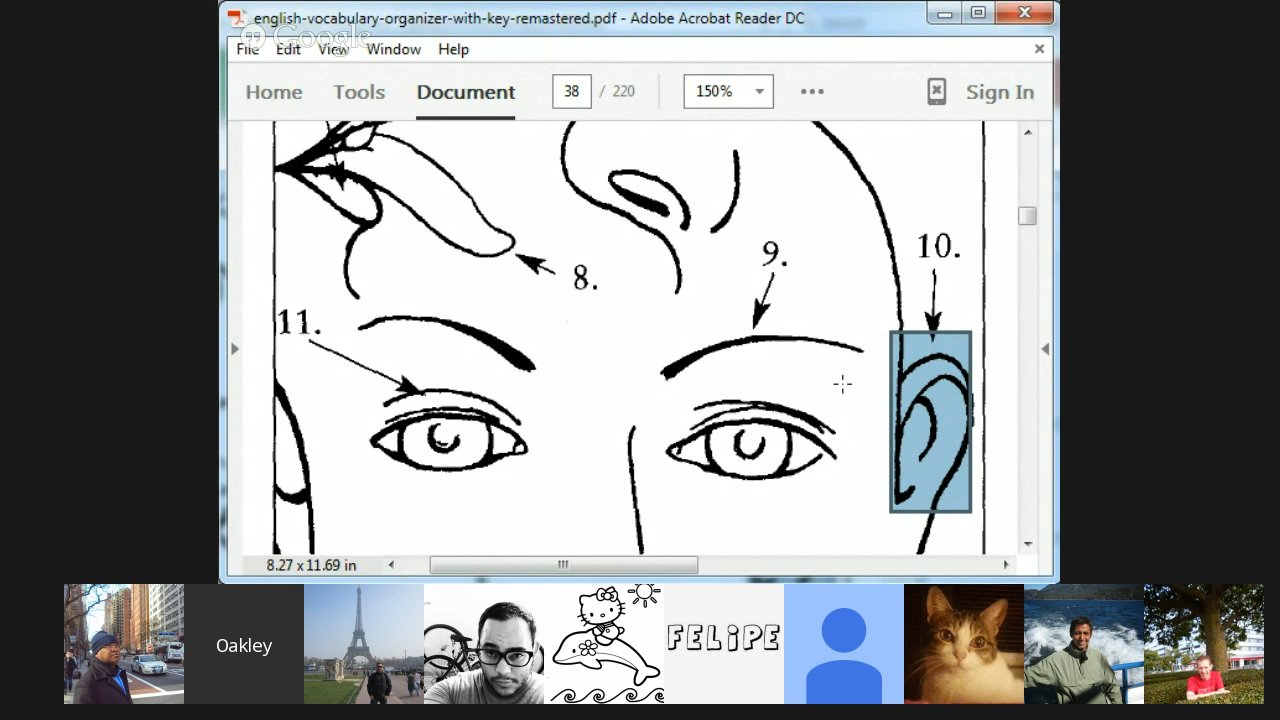 english-vocabulary-organizer-with-key-remastered.pdf - Adobe Acrobat Reader DC
Google
File Edit View Window Help
Home Tools Document 38 / 220 150% Sign In
10.
9.
8.
11.
8.27 x 11.69 in
Oakley
FELIPE